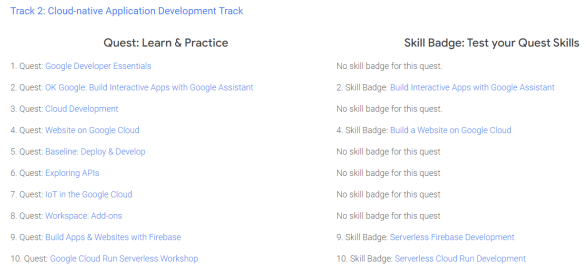 Track 2: Cloud-native Application Development Track
Quest: Learn & Practice Skill Badge: Test your Quest Skills
1. Quest: Google Developer Essentials No skill badge for this quest.
2. Quest: OK Google: Build Interactive Apps with Google Assistant 2. Skill Badge: Build Interactive Apps with Google Assistant
3. Quest: Cloud Development No skill badge for this quest.
4. Quest: Website on Google Cloud 4. Skill Badge: Build a Website on Google Cloud
5. Quest: Baseline: Deploy & Develop No skill badge for this quest
6. Quest: Exploring APIs No skill badge for this quest
7. Quest: IoT in the Google Cloud No skill badge for this quest
8. Quest: Workspace: Add-ons No skill badge for this quest
9. Quest: Build Apps & Websites with Firebase 9. Skill Badge: Serverless Firebase Development
10. Quest: Google Cloud Run Serverless Workshop 10. Skill Badge: Serverless Cloud Run Development